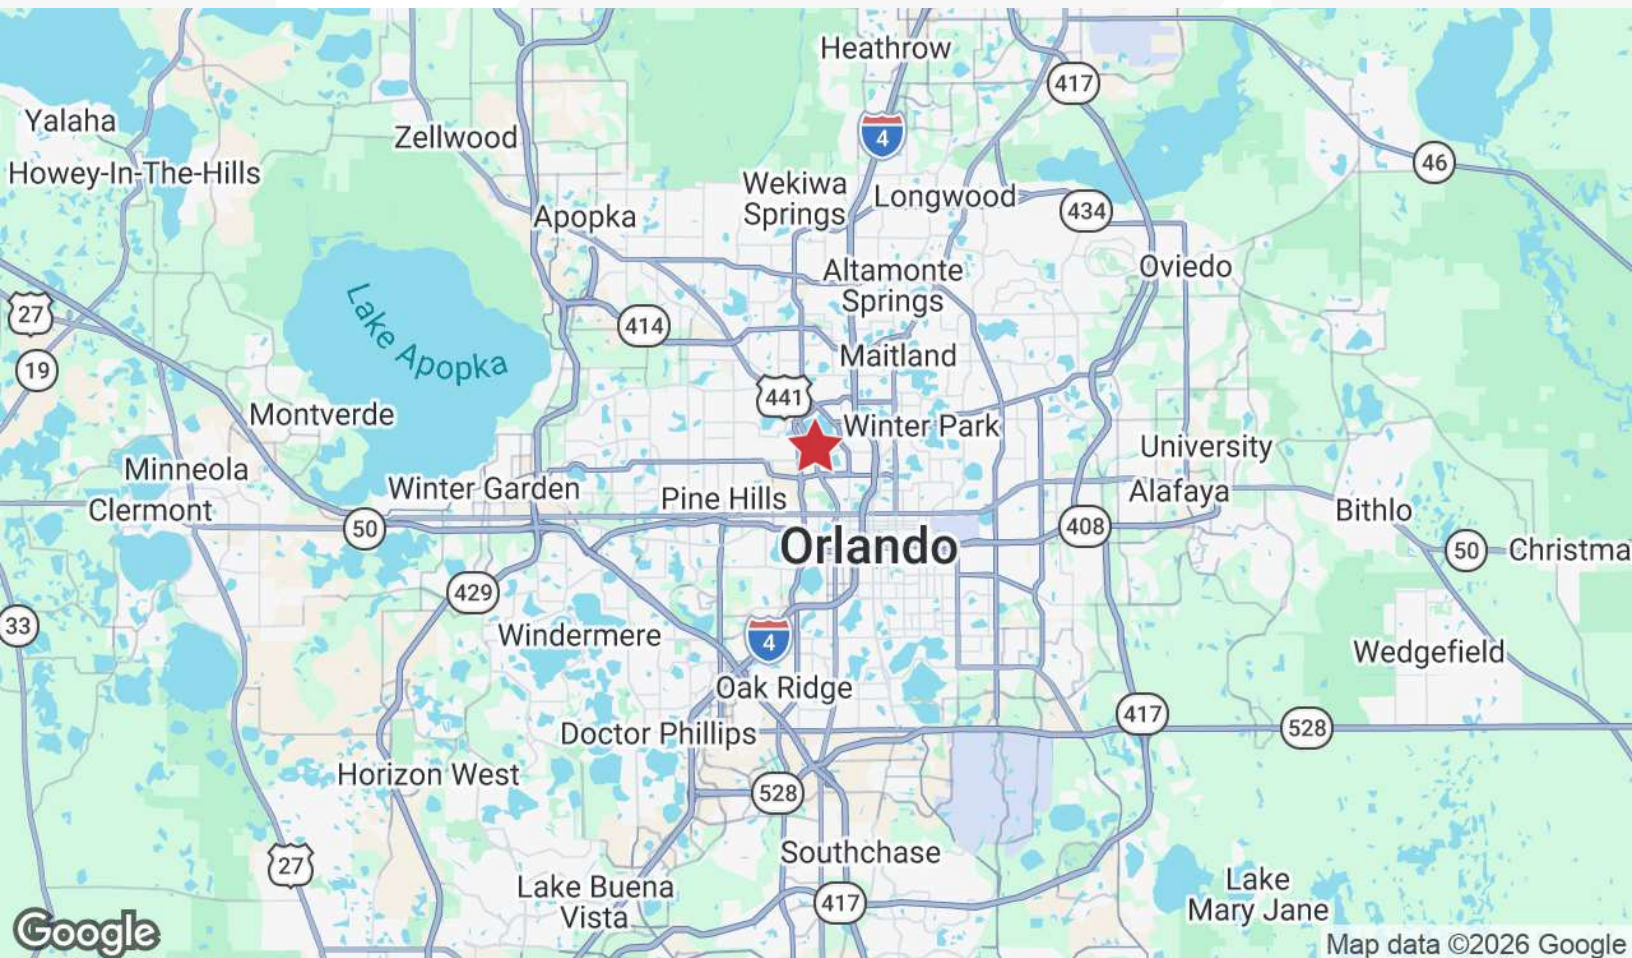 Heathrow
417
Yalaha
Zellwood
4
46
Howey-In-The-Hills
Wekiwa
Springs
Longwood
434
Apopka
Altamonte
Springs
Oviedo
27
Lake Apopka
414
Maitland
19
441
Montverde
Winter Park
University
Minneola
Winter Garden
Pine Hills
Alafaya
Clermont
50
Bithlo
408
Orlando
50
Christma
429
33
Windermere
4
Wedgefield
Oak Ridge
417
528
Doctor Phillips
Horizon West
528
Southchase
27
Lake Buena
Vista
Lake
Mary Jane
417
Google
Map data ©2026 Google